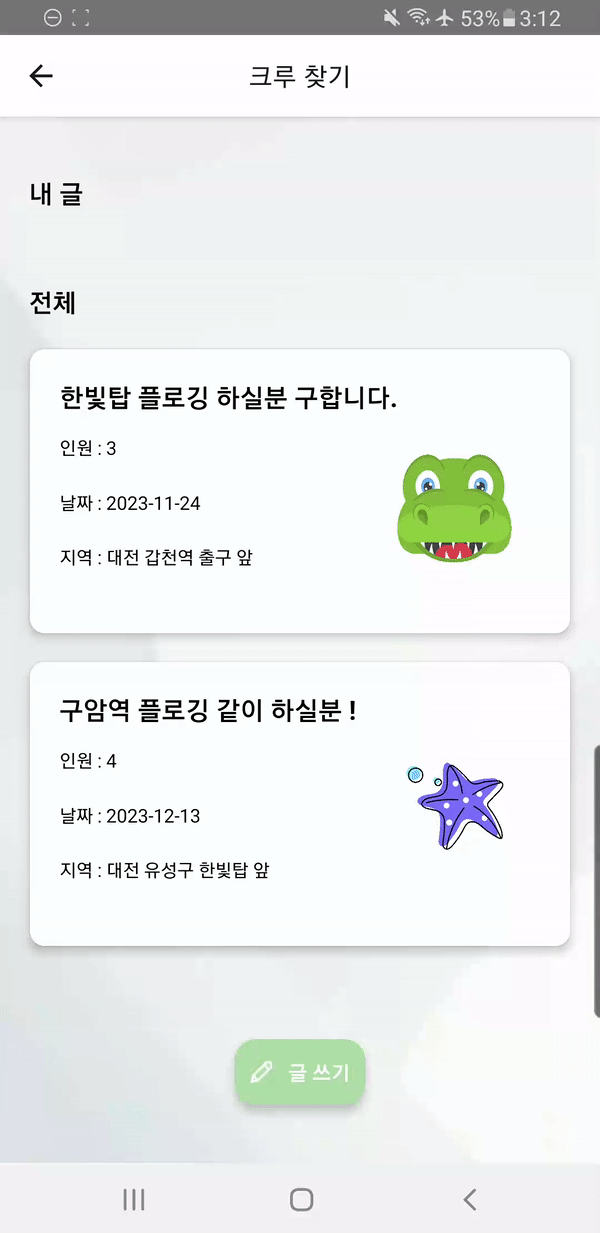 53% 3:12
크루 찾기
내 글
전체
한빛탑 플로깅 하실분 구합니다.
인원 : 3
날짜 : 2023-11-24
지역 : 대전 갑천역 출구 앞
구암역 플로깅 같이 하실분 !
인원 : 4
날짜 : 2023-12-13
지역 : 대전 유성구 한빛탑 앞
글 쓰기